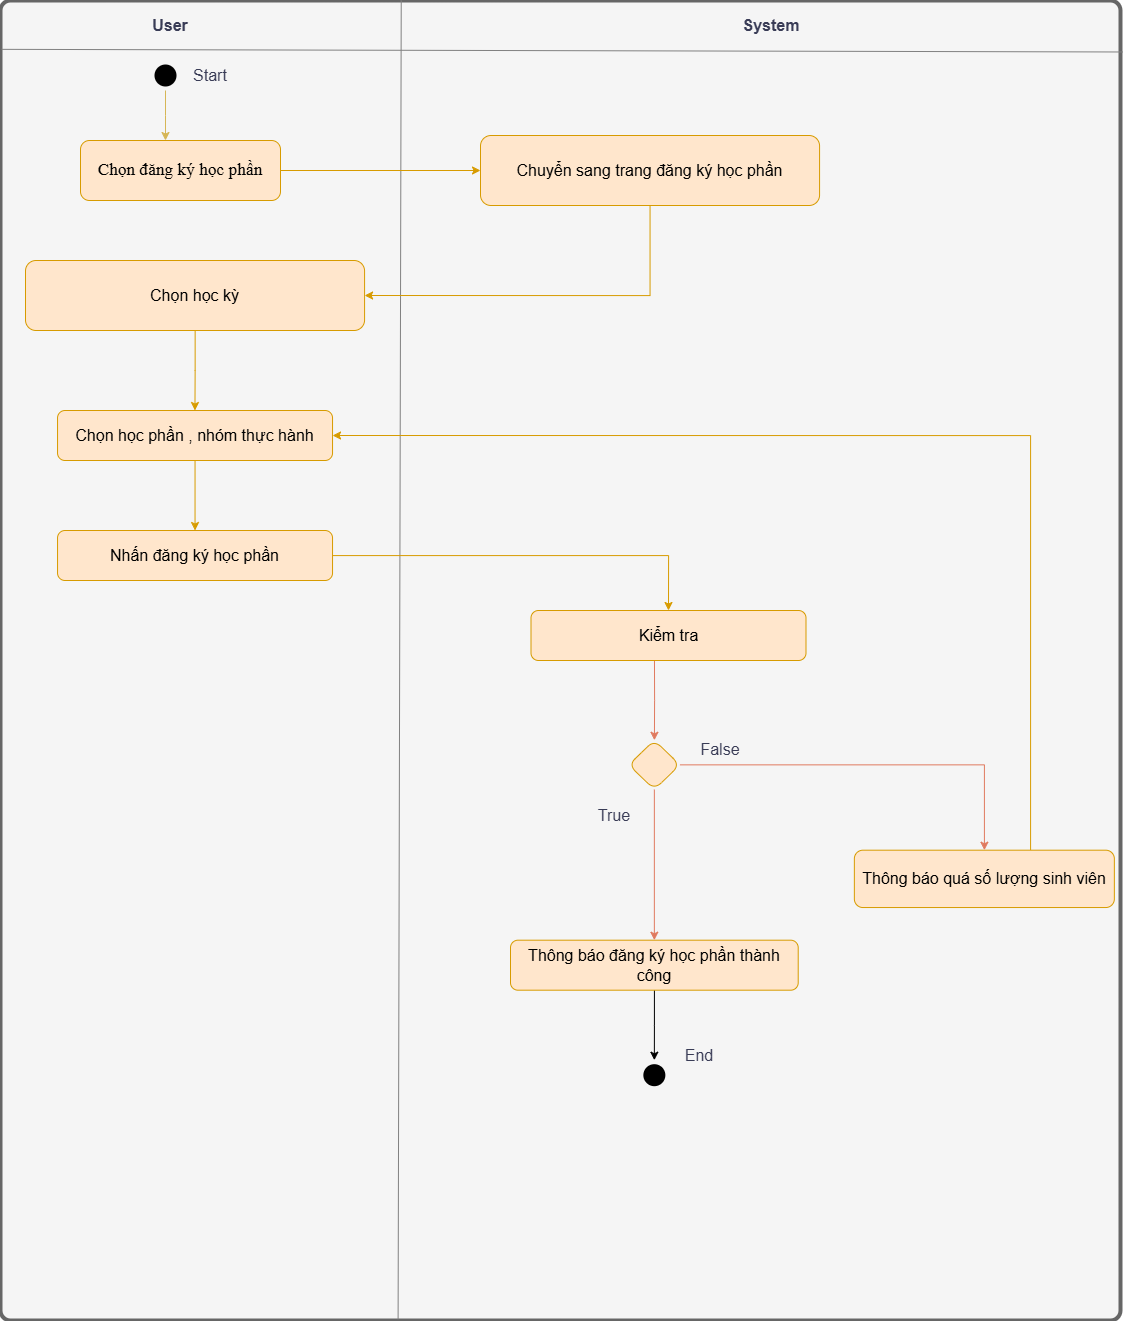 User
System
Start
Chọn đăng ký học phần
Chuyển sang trang đăng ký học phần
Chọn học kỳ
Chọn học phần , nhóm thực hành
Nhấn đăng ký học phần
Kiểm tra
False
True
Thông báo quá số lượng sinh viên
Thông báo đăng ký học phần thành
công
End